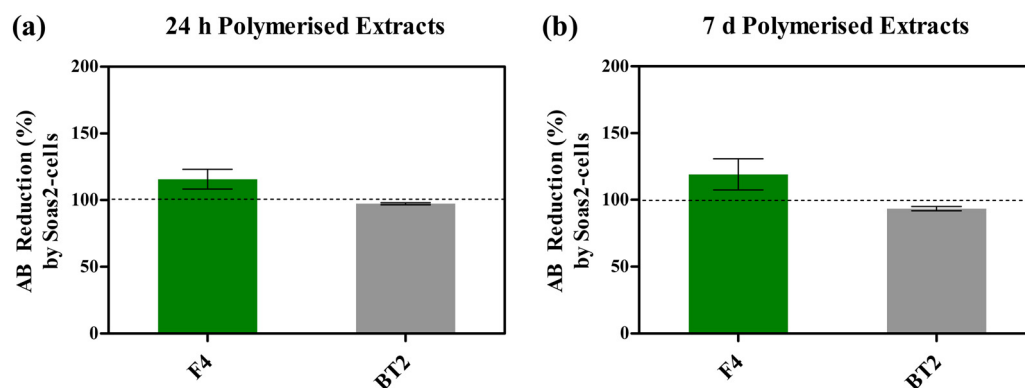 (a) 24 h Polymerised Extracts
AB Reduction (%)
by Soas2-cells
200
150
100
50
0
F4
BT2
(b) 7 d Polymerised Extracts
AB Reduction (%)
by Soas2-cells
200
150
100
50
0
F4
BT2